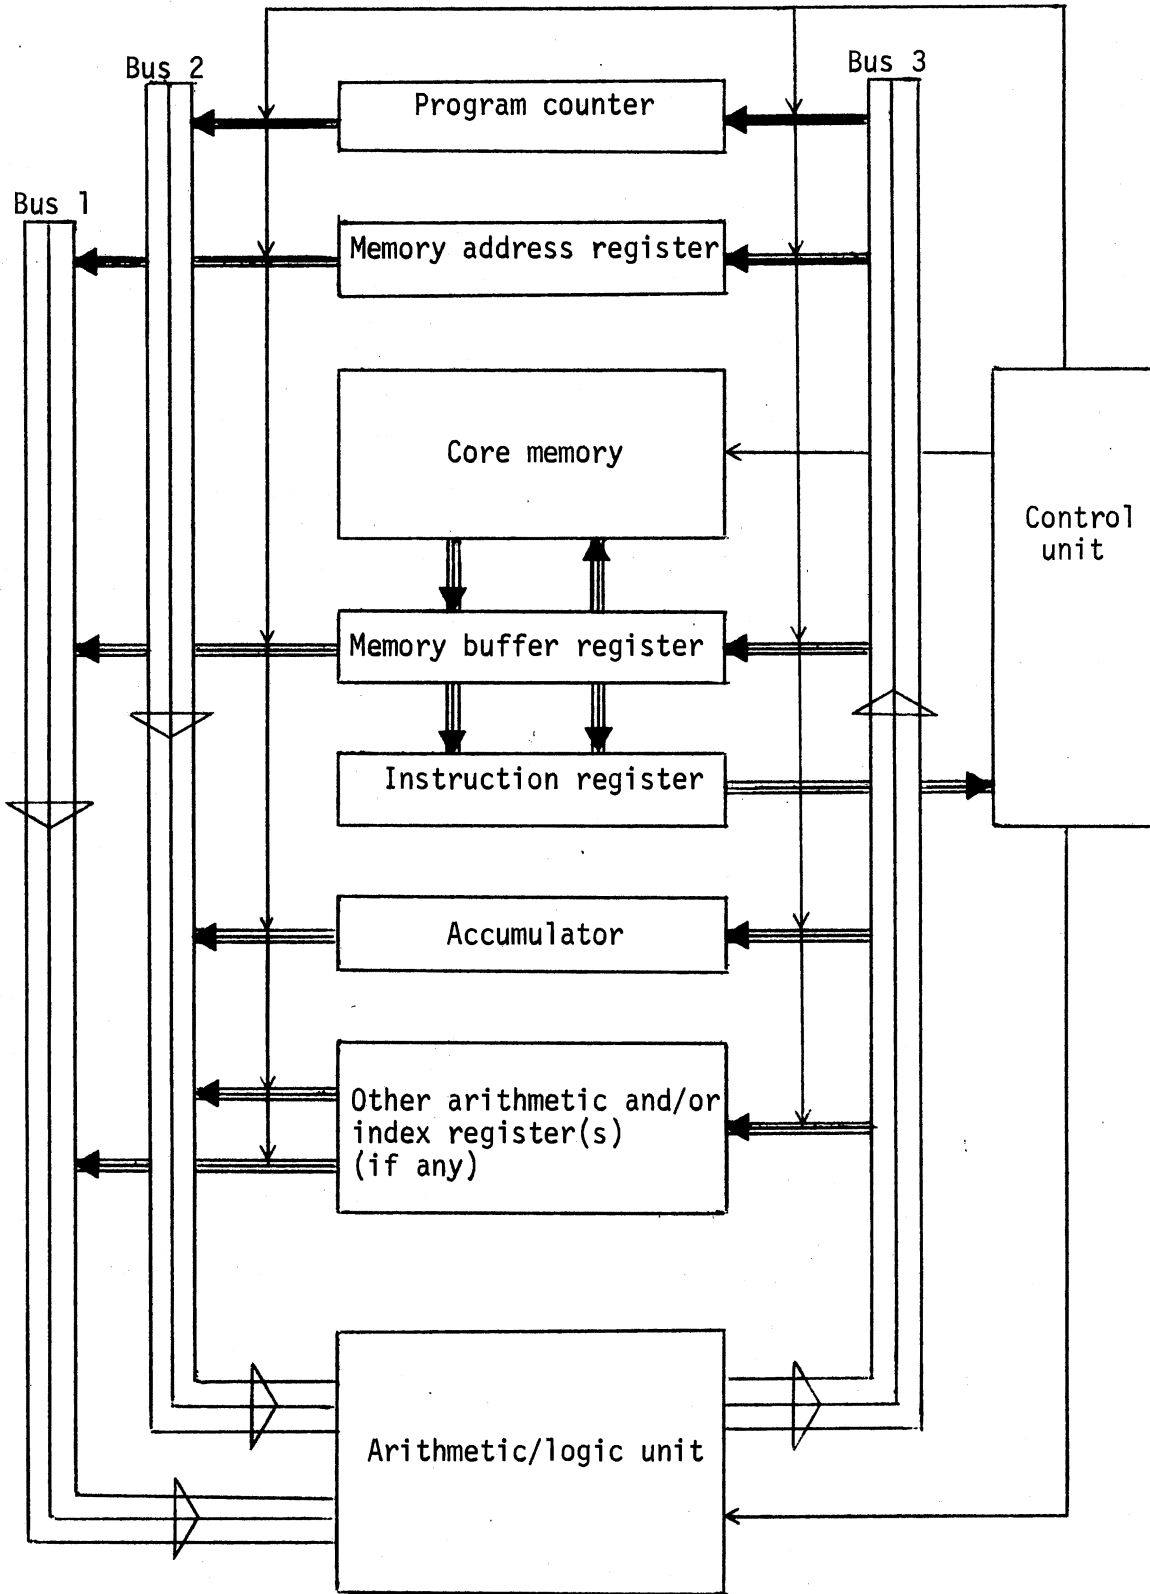 Bus 2
Bus 3
Program counter
Bus 1
Memory address register
Core memory
Control
unit
Memory buffer register
Instruction register
Accumulator
Other arithmetic and/or
index register(s)
(if any)
Arithmetic/logic unit